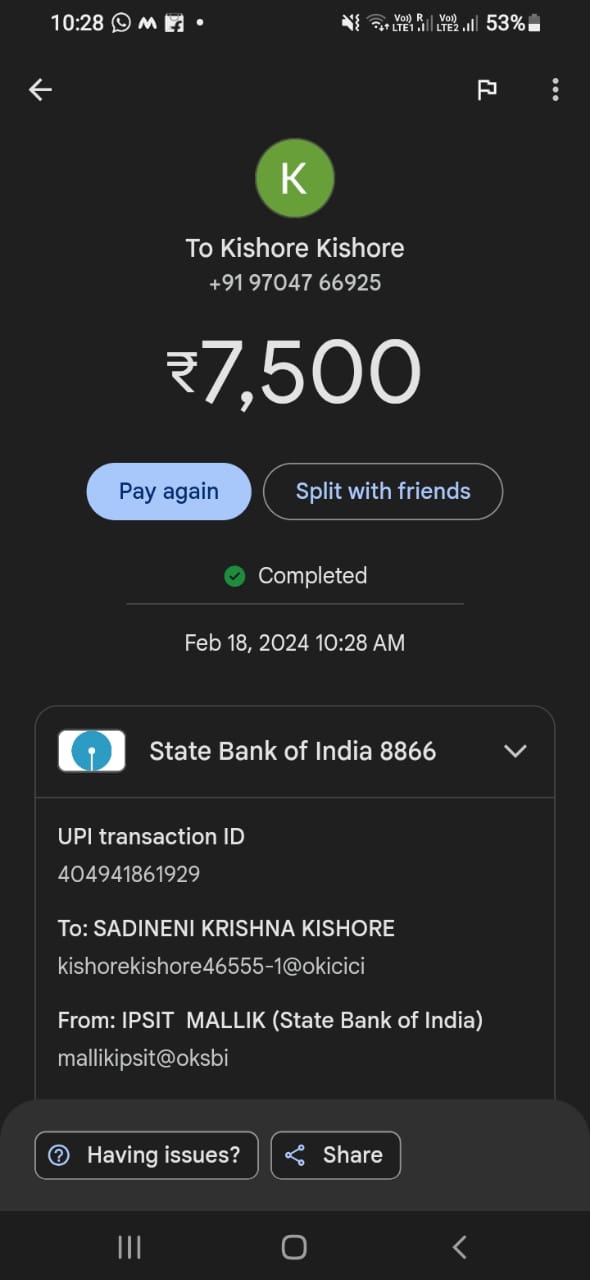 10:28 Vo) R Vo) 53%
LTE1 LTE2
K
To Kishore Kishore
+91 97047 66925
₹7,500
Pay again Split with friends
Completed
Feb 18, 2024 10:28 AM
State Bank of India 8866
UPI transaction ID
404941861929
To: SADINENI KRISHNA KISHORE
kishorekishore46555-1@okicici
From: IPSIT MALLIK (State Bank of India)
mallikipsit@oksbi
Having issues? Share